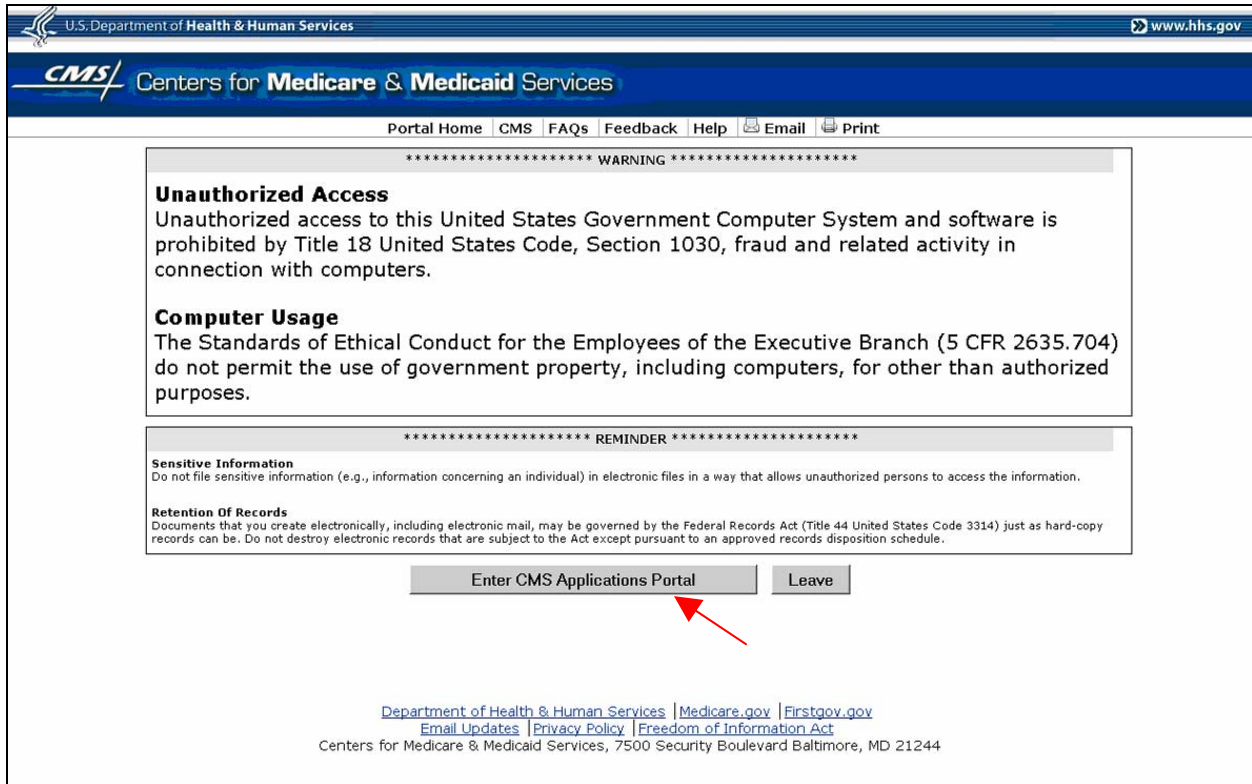 U.S. Department of Health & Human Services
www.hhs.gov
CMS Centers for Medicare & Medicaid Services
Portal Home CMS FAQs Feedback Help Email Print
********************* WARNING *********************
Unauthorized Access
Unauthorized access to this United States Government Computer System and software is
prohibited by Title 18 United States Code, Section 1030, fraud and related activity in
connection with computers.
Computer Usage
The Standards of Ethical Conduct for the Employees of the Executive Branch (5 CFR 2635.704)
do not permit the use of government property, including computers, for other than authorized
purposes.
********************* REMINDER *********************
Sensitive Information
Do not file sensitive information (e.g., information concerning an individual) in electronic files in a way that allows unauthorized persons to access the information.
Retention Of Records
Documents that you create electronically, including electronic mail, may be governed by the Federal Records Act (Title 44 United States Code 3314) just as hard-copy
records can be. Do not destroy electronic records that are subject to the Act except pursuant to an approved records disposition schedule.
Enter CMS Applications Portal Leave
Department of Health & Human Services | Medicare.gov | Firstgov.gov
Email Updates | Privacy Policy | Freedom of Information Act
Centers for Medicare & Medicaid Services, 7500 Security Boulevard Baltimore, MD 21244